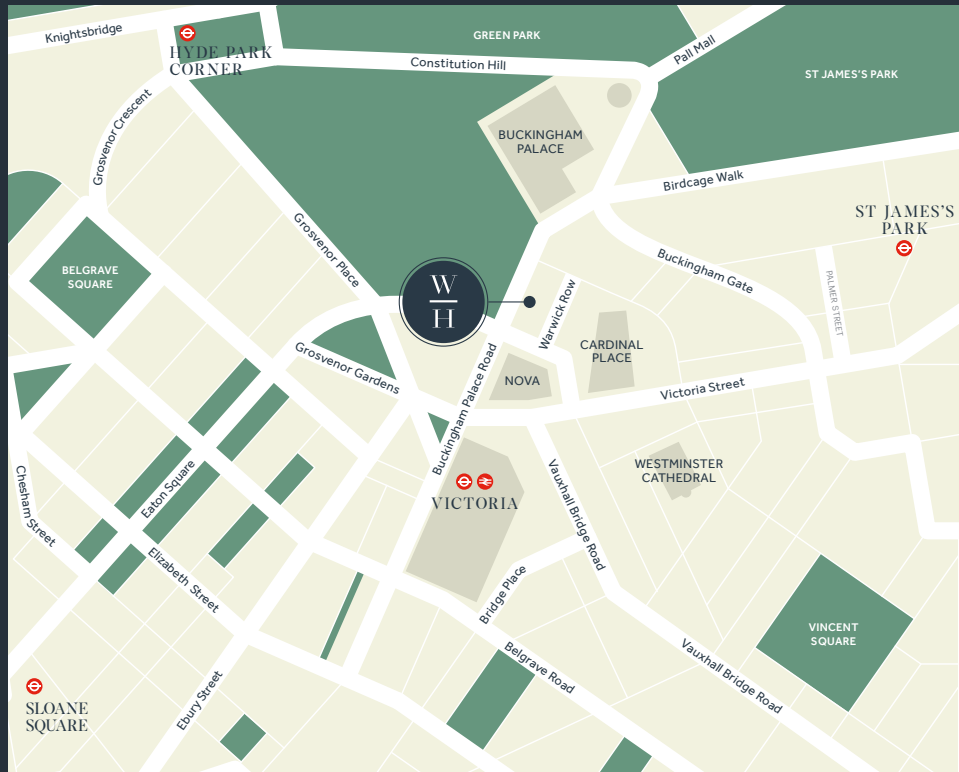 Knightsbridge
HYDE PARK
CORNER
GREEN PARK
Constitution Hill
Pall Mall
ST JAMES'S PARK
Grosvenor Crescent
BUCKINGHAM
PALACE
Birdcage Walk
ST JAMES'S
PARK
Grosvenor Place
BELGRAVE
SQUARE
Buckingham Gate
PALMER STREET
W
H
Warwick Row
CARDINAL
PLACE
Grosvenor Gardens
NOVA
Victoria Street
Buckingham Palace Road
WESTMINSTER
CATHEDRAL
Chesham Street
Eaton Square
VICTORIA
Vauxhall Bridge Road
Elizabeth Street
Bridge Place
VINCENT
SQUARE
Belgrave Road
Vauxhall Bridge Road
SLOANE
SQUARE
Ebury Street